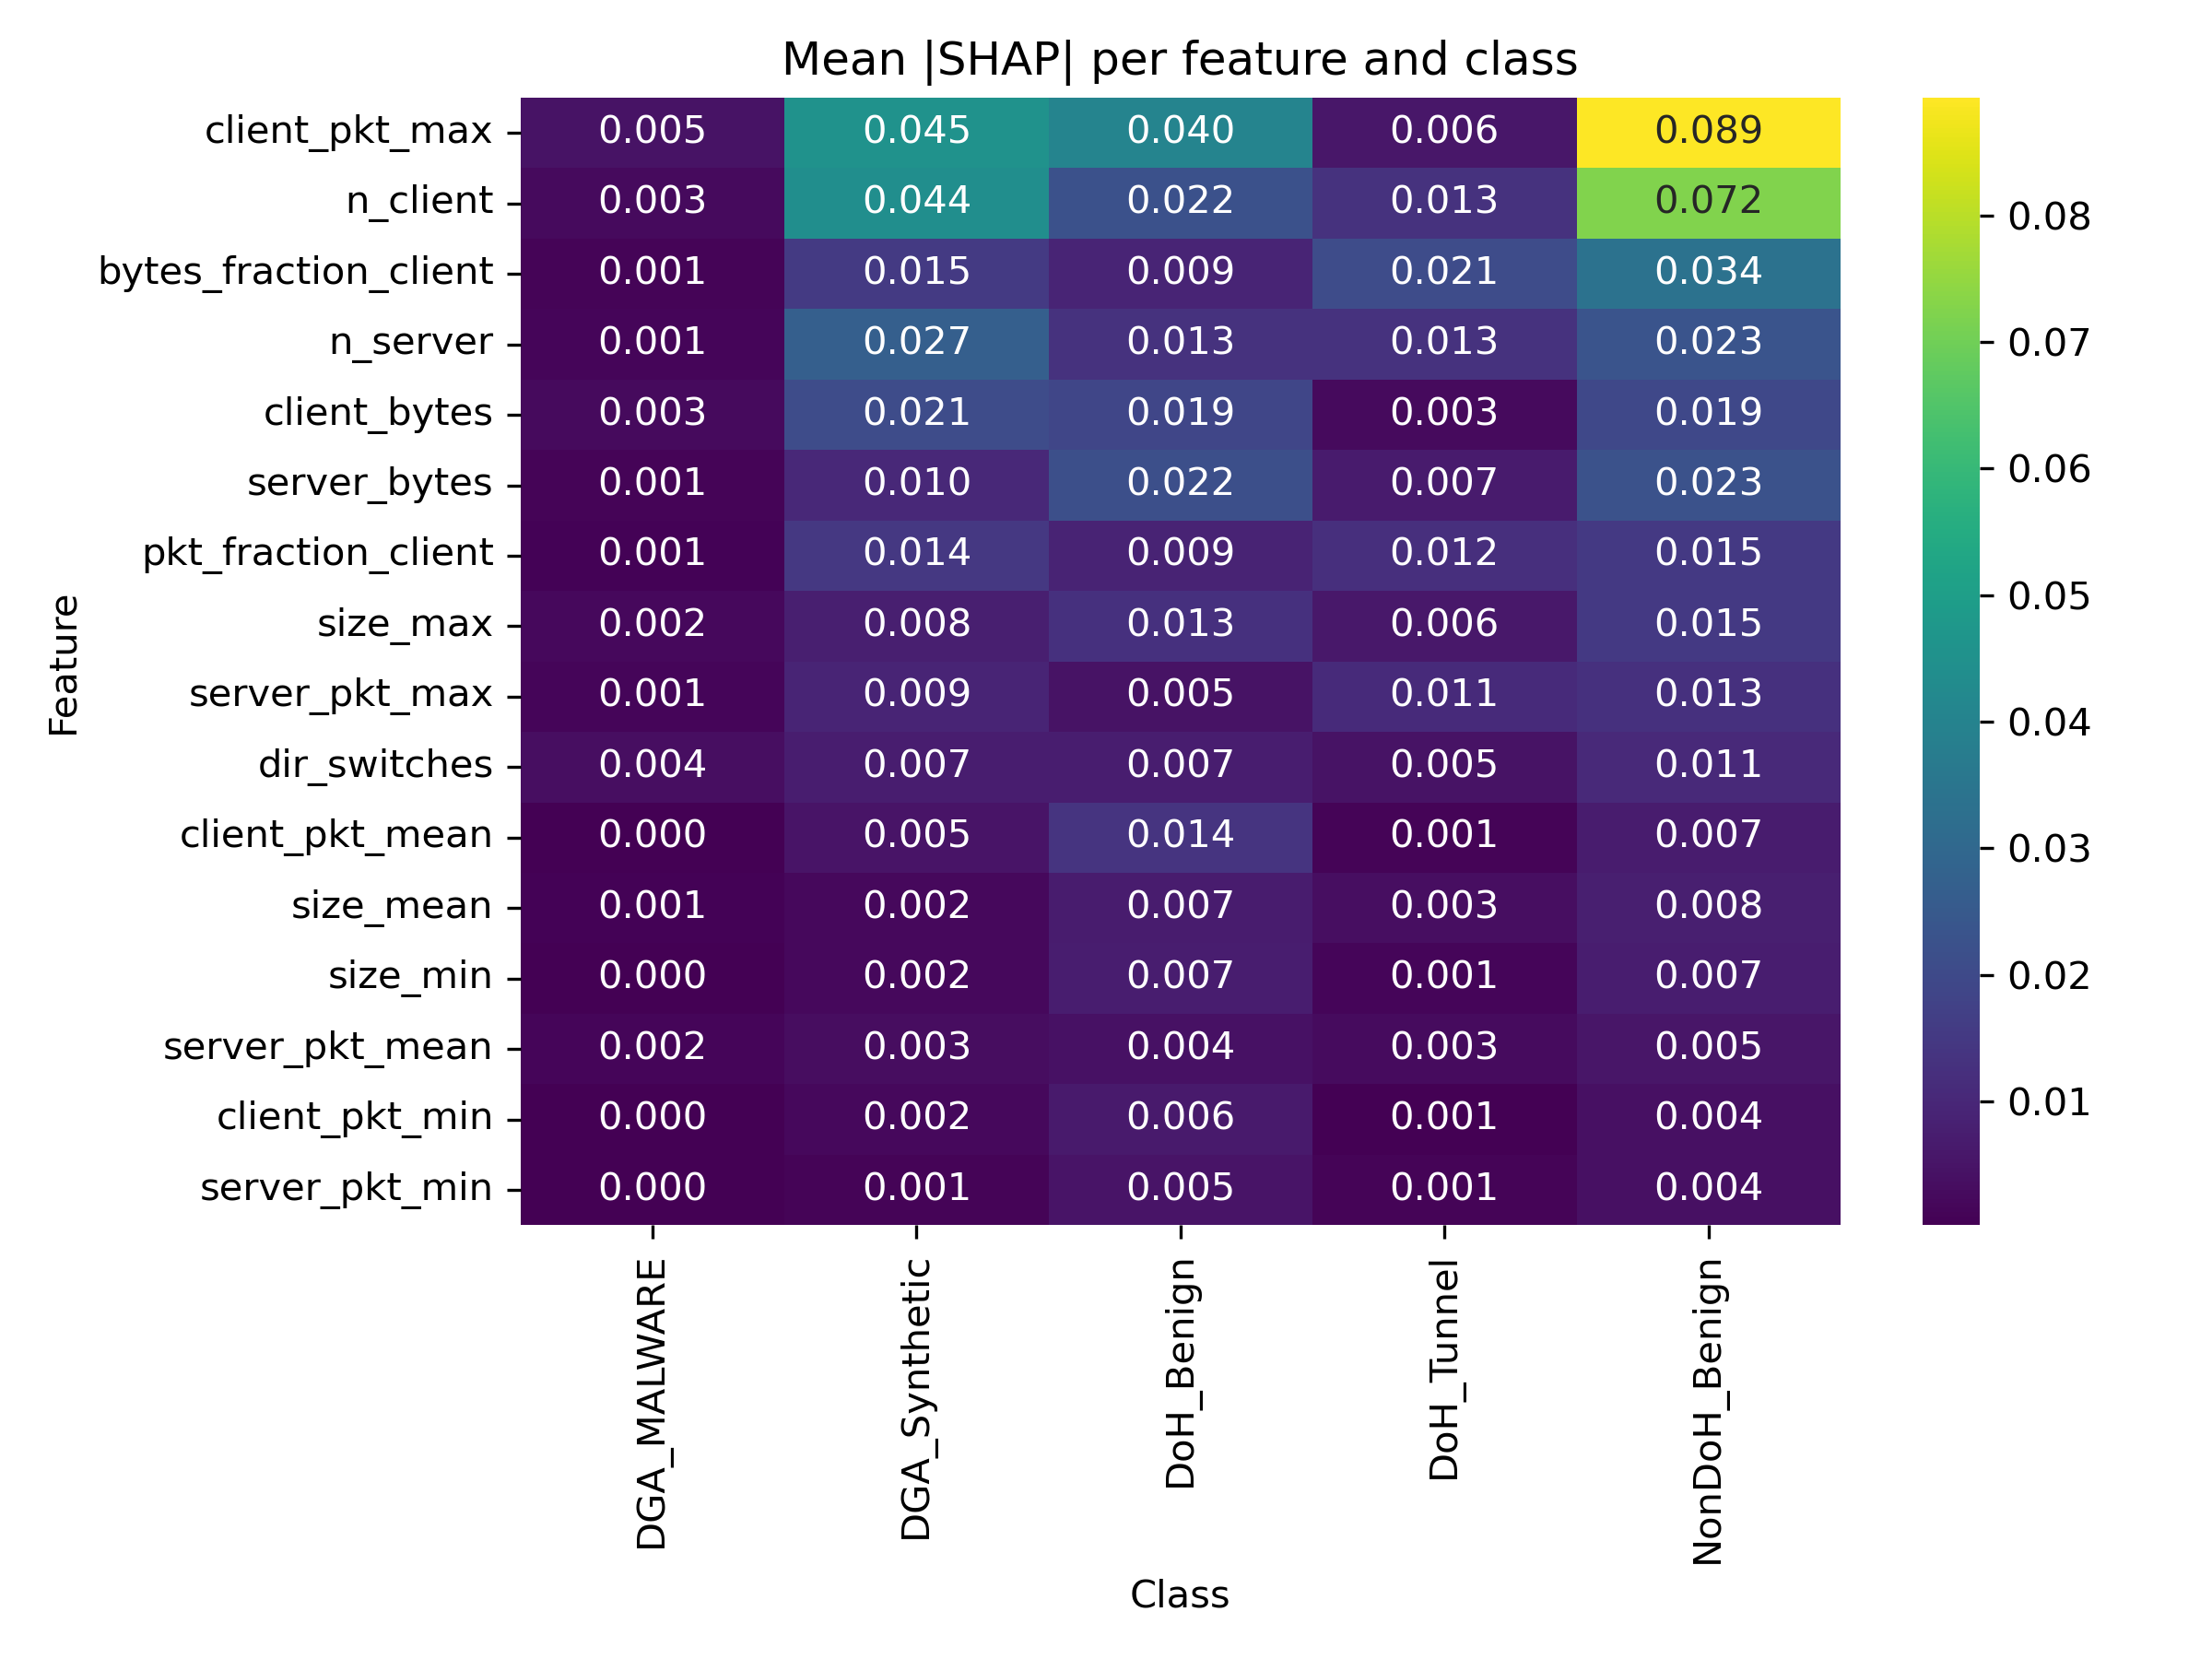 Mean |SHAP| per feature and class
client_pkt_max 0.005 0.045 0.040 0.006 0.089
n_client 0.003 0.044 0.022 0.013 0.072
bytes_fraction_client 0.001 0.015 0.009 0.021 0.034
n_server 0.001 0.027 0.013 0.013 0.023
client_bytes 0.003 0.021 0.019 0.003 0.019
server_bytes 0.001 0.010 0.022 0.007 0.023
pkt_fraction_client 0.001 0.014 0.009 0.012 0.015
size_max 0.002 0.008 0.013 0.006 0.015
server_pkt_max 0.001 0.009 0.005 0.011 0.013
dir_switches 0.004 0.007 0.007 0.005 0.011
client_pkt_mean 0.000 0.005 0.014 0.001 0.007
size_mean 0.001 0.002 0.007 0.003 0.008
size_min 0.000 0.002 0.007 0.001 0.007
server_pkt_mean 0.002 0.003 0.004 0.003 0.005
client_pkt_min 0.000 0.002 0.006 0.001 0.004
server_pkt_min 0.000 0.001 0.005 0.001 0.004
Feature
DGA_MALWARE
DGA_Synthetic
DoH_Benign
DoH_Tunnel
NonDoH_Benign
Class
0.08
0.07
0.06
0.05
0.04
0.03
0.02
0.01